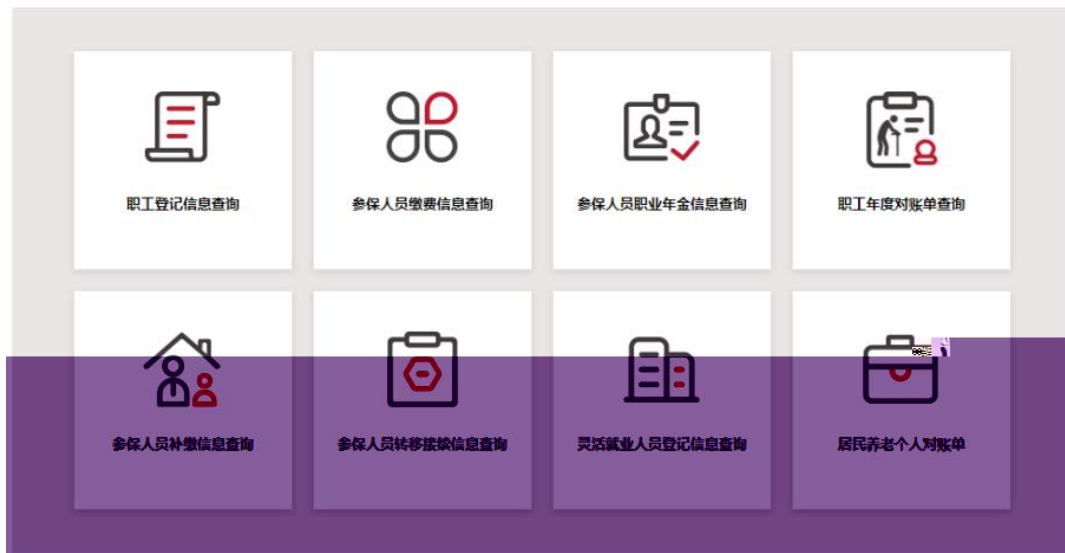 职工登记信息查询
参保人员缴费信息查询
参保人员职业年金信息查询
职工年度对账单查询
参保人员补缴信息查询
参保人员转移接续信息查询
灵活就业人员登记信息查询
居民养老个人对账单